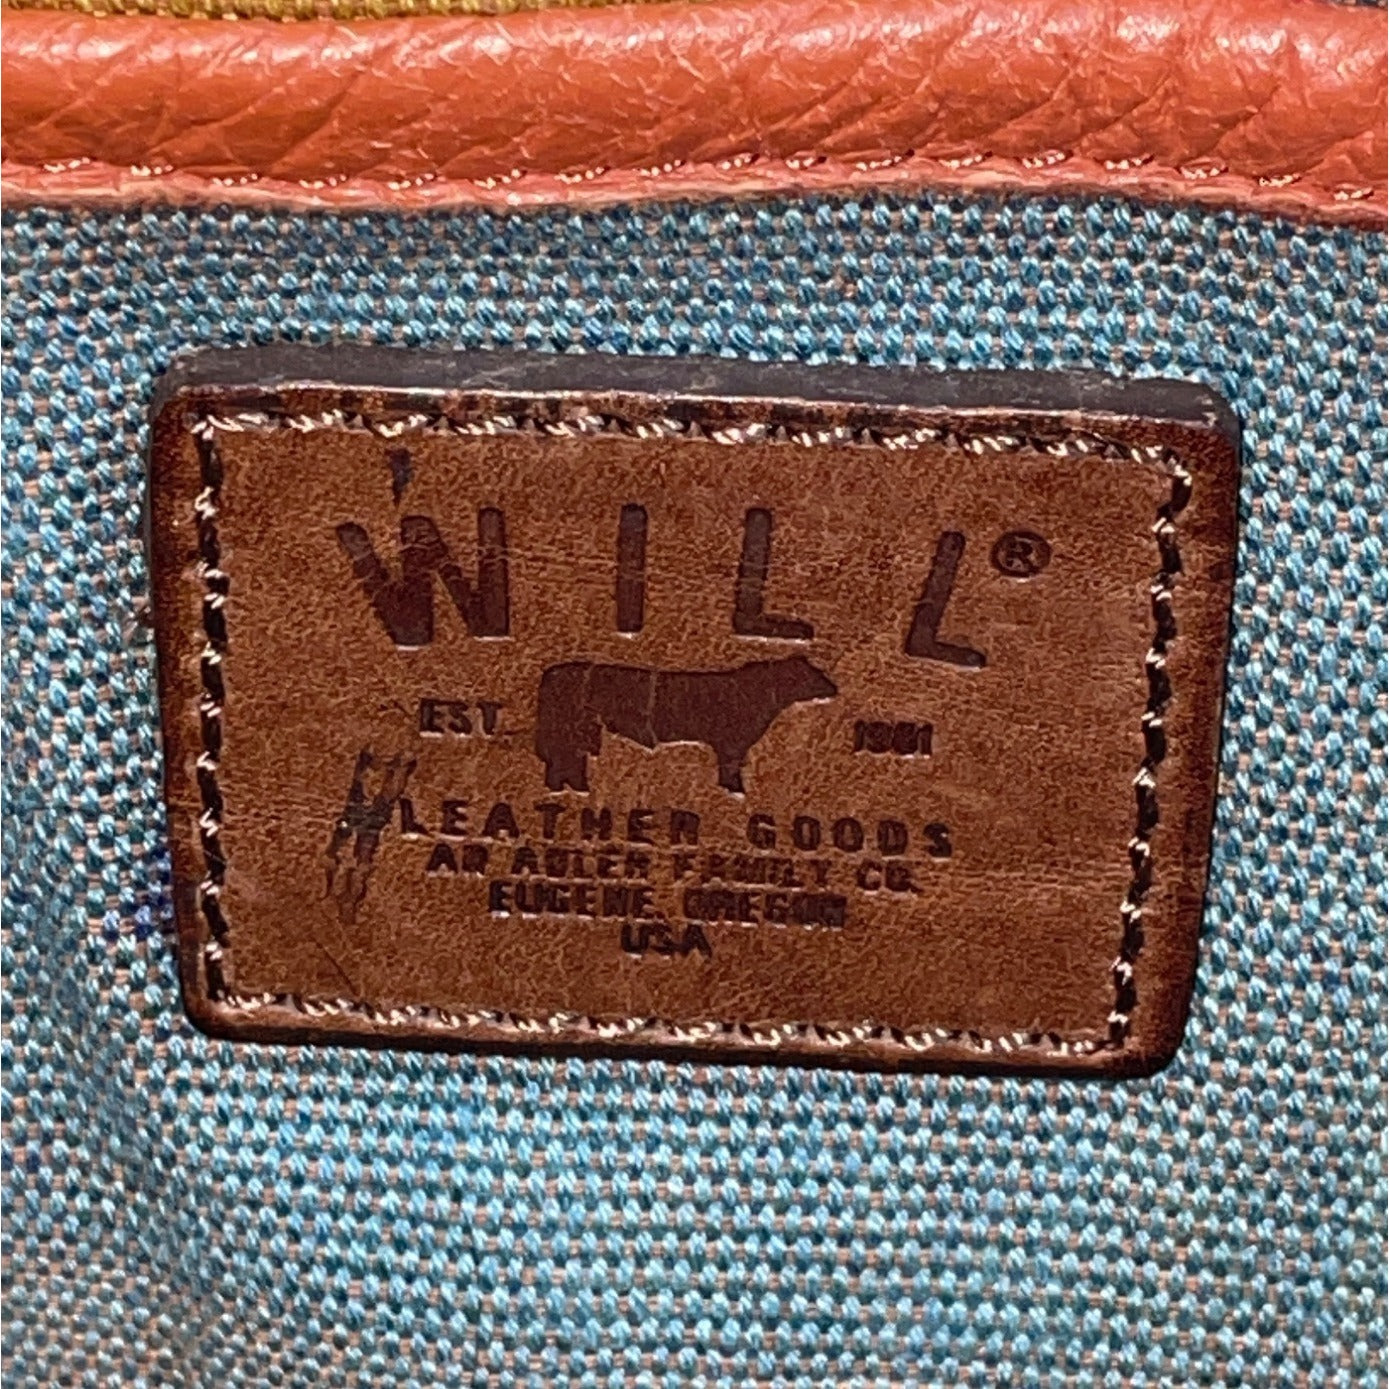 WILL®
EST. 1981
LEATHER GOODS
AN ADLER FAMILY CO.
EUGENE, OREGON
USA